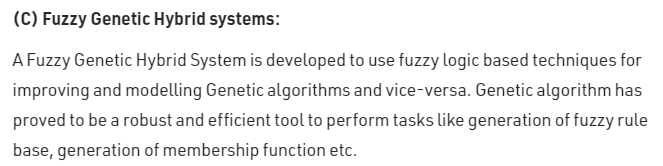 (C) Fuzzy Genetic Hybrid systems:
A Fuzzy Genetic Hybrid System is developed to use fuzzy logic based techniques for
improving and modelling Genetic algorithms and vice-versa. Genetic algorithm has
proved to be a robust and efficient tool to perform tasks like generation of fuzzy rule
base, generation of membership function etc.